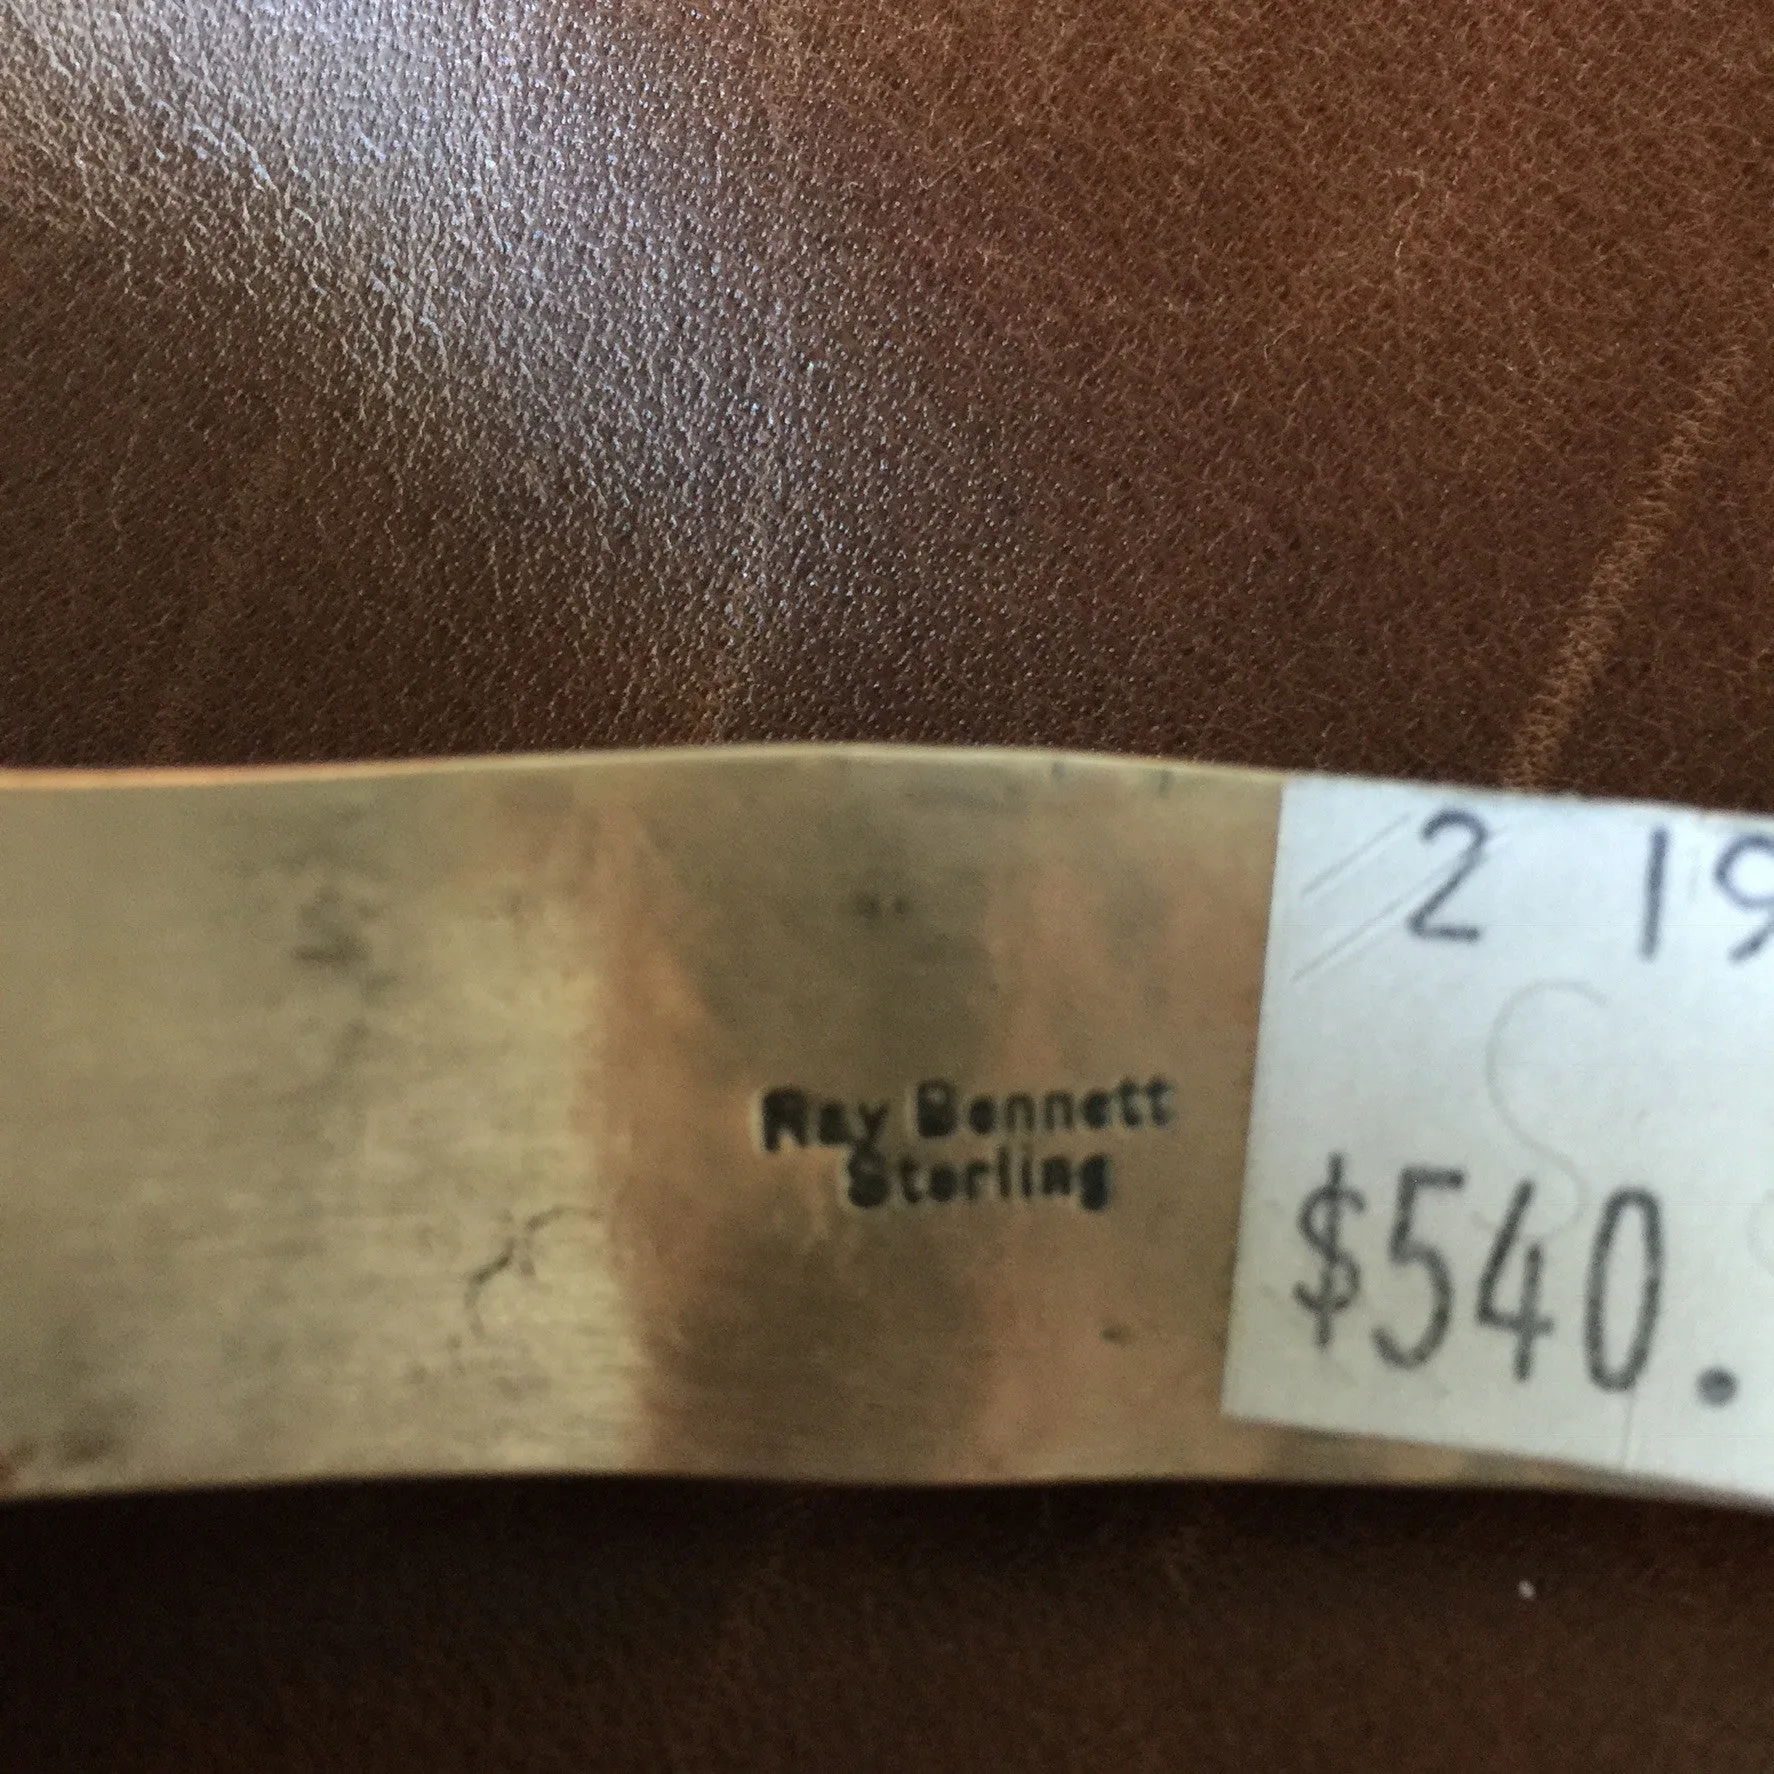 2 19
Ray Bennett
Sterling
$540.